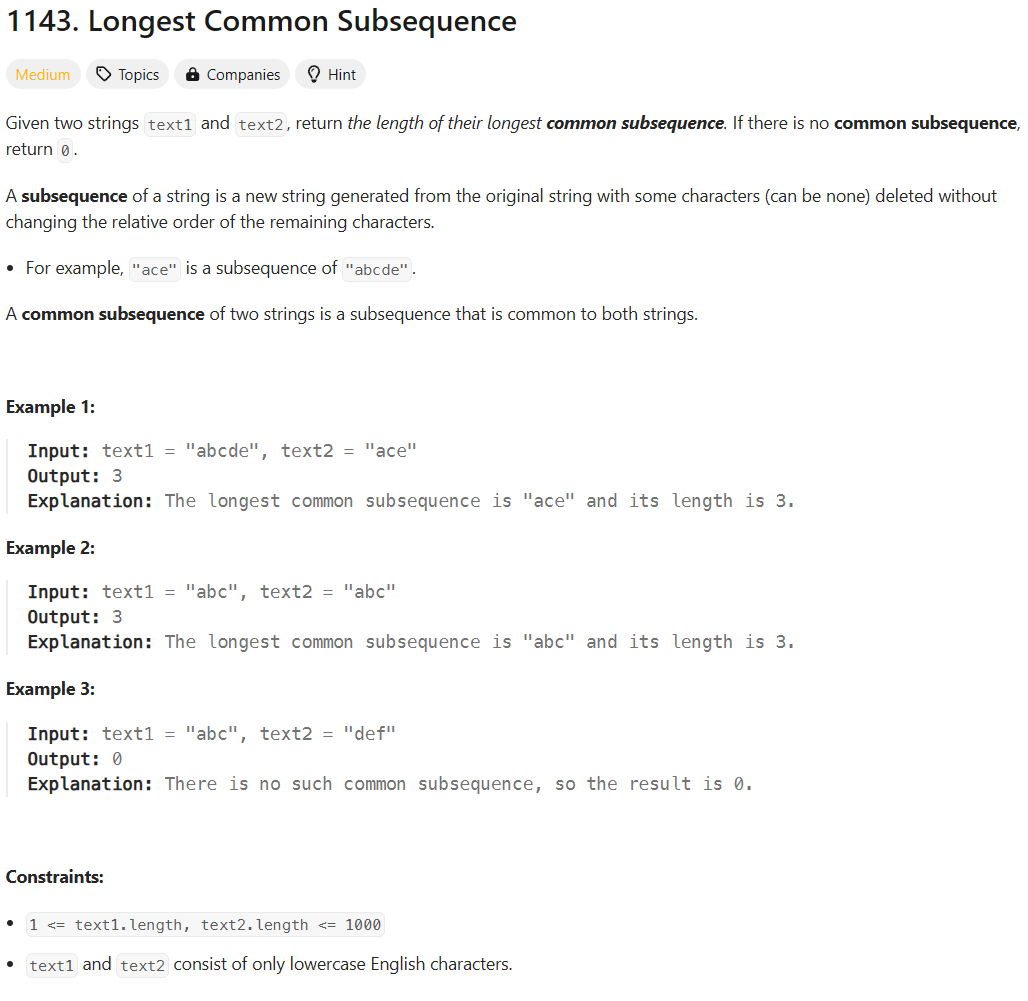 1143. Longest Common Subsequence
Medium Topics Companies Hint
Given two strings text1 and text2, return the length of their longest common subsequence. If there is no common subsequence,
return 0.
A subsequence of a string is a new string generated from the original string with some characters (can be none) deleted without
changing the relative order of the remaining characters.
• For example, "ace" is a subsequence of "abcde".
A common subsequence of two strings is a subsequence that is common to both strings.
Example 1:
Input: text1 = "abcde", text2 = "ace"
Output: 3
Explanation: The longest common subsequence is "ace" and its length is 3.
Example 2:
Input: text1 = "abc", text2 = "abc"
Output: 3
Explanation: The longest common subsequence is "abc" and its length is 3.
Example 3:
Input: text1 = "abc", text2 = "def"
Output: 0
Explanation: There is no such common subsequence, so the result is 0.
Constraints:
• 1 <= text1.length, text2.length <= 1000
• text1 and text2 consist of only lowercase English characters.